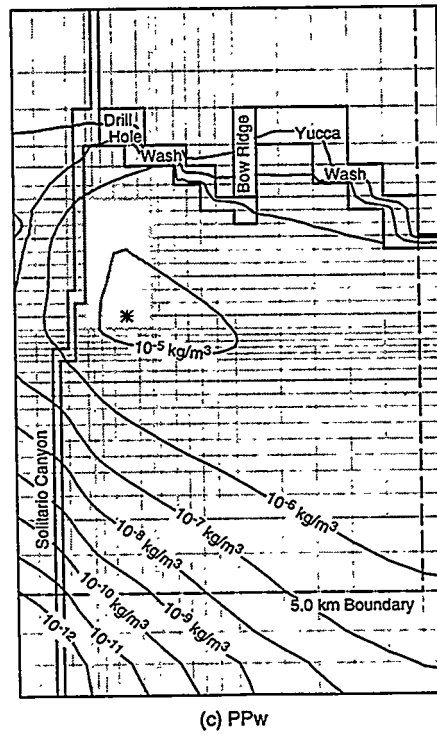 Drill
Hole
Wash
Bow Ridge
Yucca
Wash
10-5 kg/m3
Solitario Canyon
10-6 kg/m3
10-7 kg/m3
10-8 kg/m3
10-9 kg/m3
10-10 kg/m3
10-11
10-12
5.0 km Boundary
(c) PPw